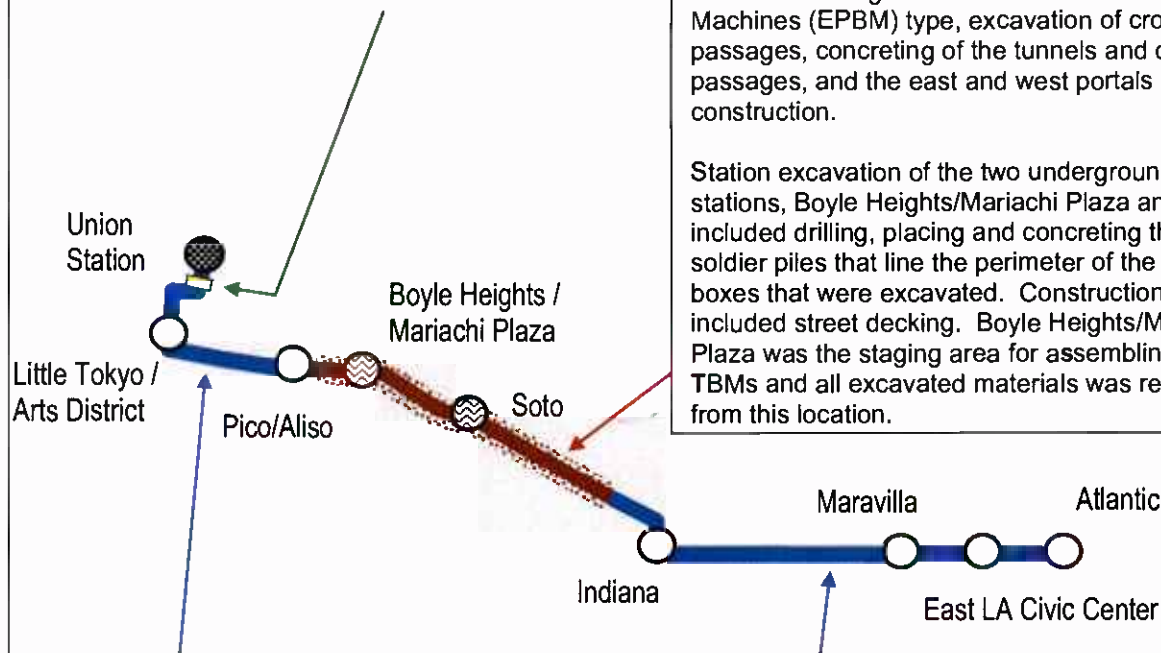 Machines (EPBM) type, excavation of cro
passages, concreting of the tunnels and c
passages, and the east and west portals
construction.
Station excavation of the two undergroun
stations, Boyle Heights/Mariachi Plaza an
included drilling, placing and concreting th
soldier piles that line the perimeter of the
boxes that were excavated. Construction
included street decking. Boyle Heights/M
Plaza was the staging area for assemblin
TBMs and all excavated materials was re
from this location.
Union
Station
Boyle Heights /
Mariachi Plaza
Little Tokyo /
Arts District
Pico/Aliso
Soto
Maravilla
Atlantic
Indiana
East LA Civic Center